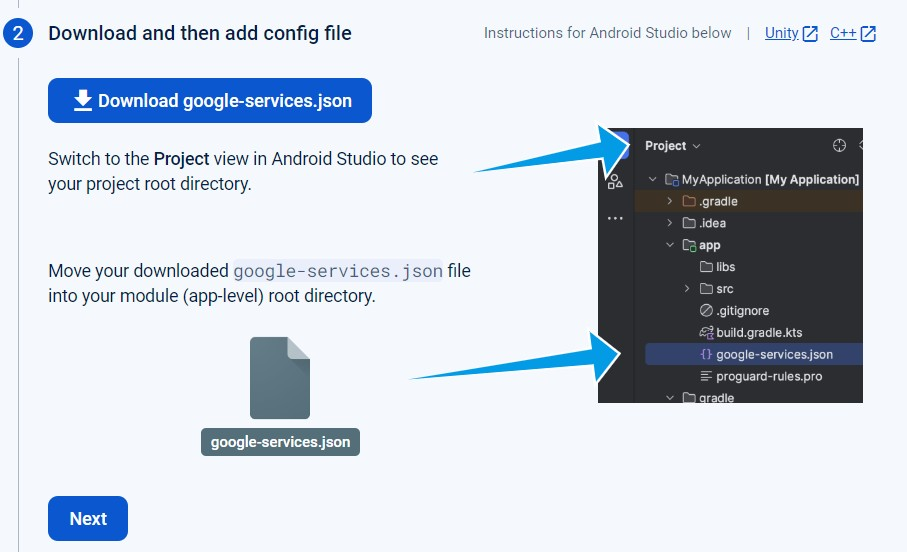 2 Download and then add config file
Instructions for Android Studio below | Unity C++
Download google-services.json
Switch to the Project view in Android Studio to see
your project root directory.
Move your downloaded google-services.json file
into your module (app-level) root directory.
google-services.json
Next
Project
MyApplication [My Application]
.gradle
.idea
app
libs
src
.gitignore
build.gradle.kts
{} google-services.json
proguard-rules.pro
gradle